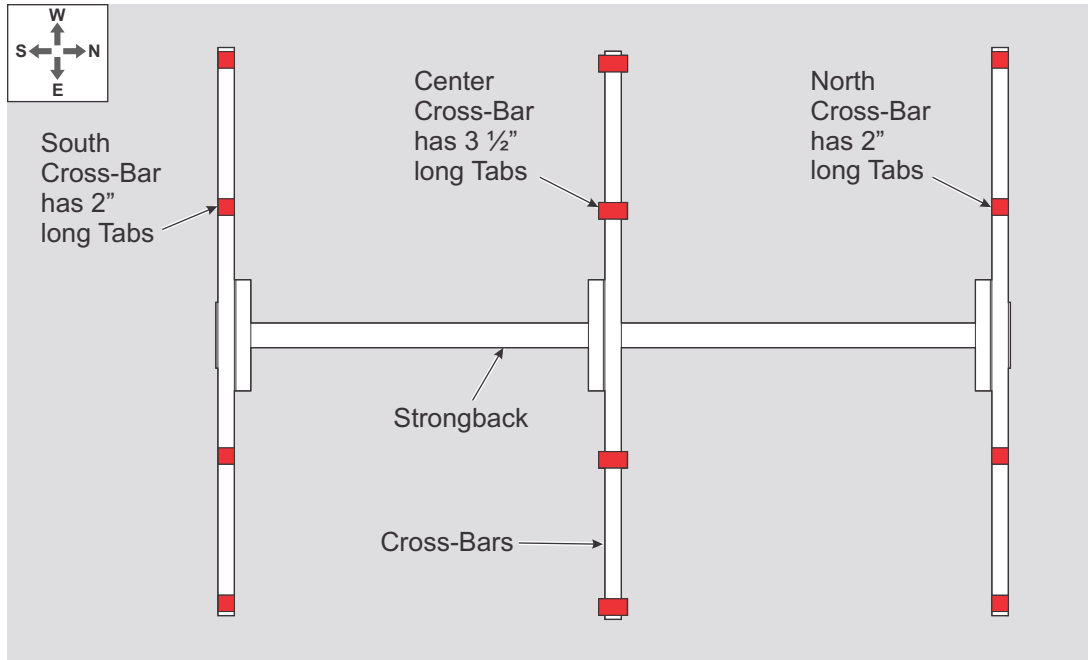 W
S N
E
South
Cross-Bar
has 2”
long Tabs
Center
Cross-Bar
has 3 ½”
long Tabs
North
Cross-Bar
has 2”
long Tabs
Strongback
Cross-Bars